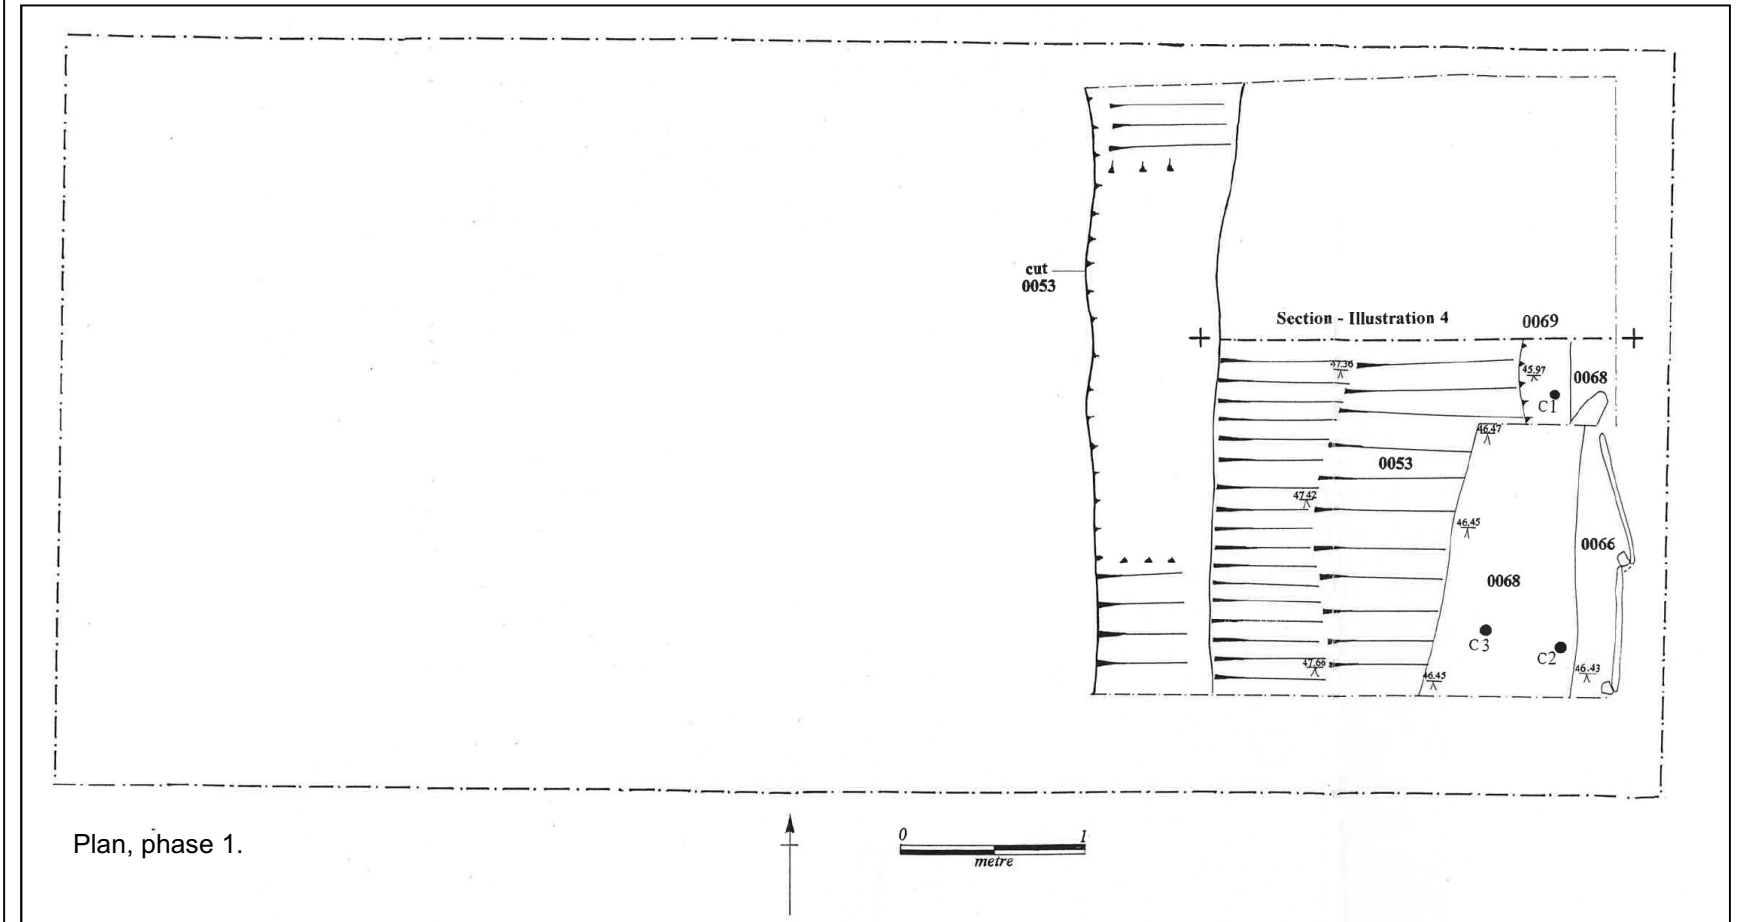 cut
0053
Section - Illustration 4
0069
47.36
45.97
0068
C1
46.47
0053
47.42
46.45
0066
0068
C3
C2
47.66
46.45
46.43
Plan, phase 1.
0 1
metre